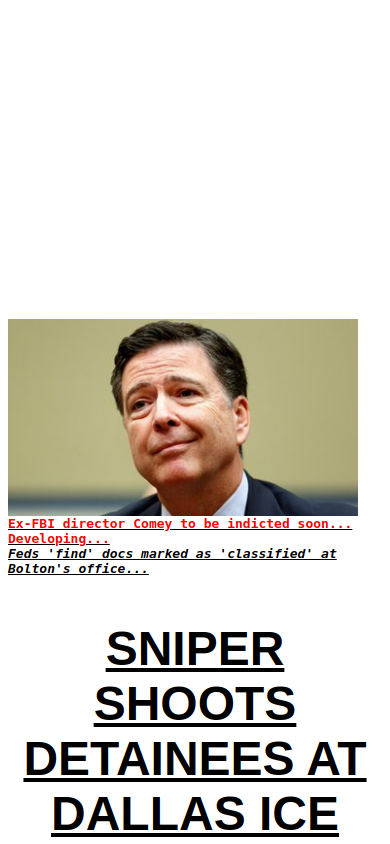 Ex-FBI director Comey to be indicted soon...
Developing...
Feds 'find' docs marked as 'classified' at
Bolton's office...
SNIPER
SHOOTS
DETAINEES AT
DALLAS ICE